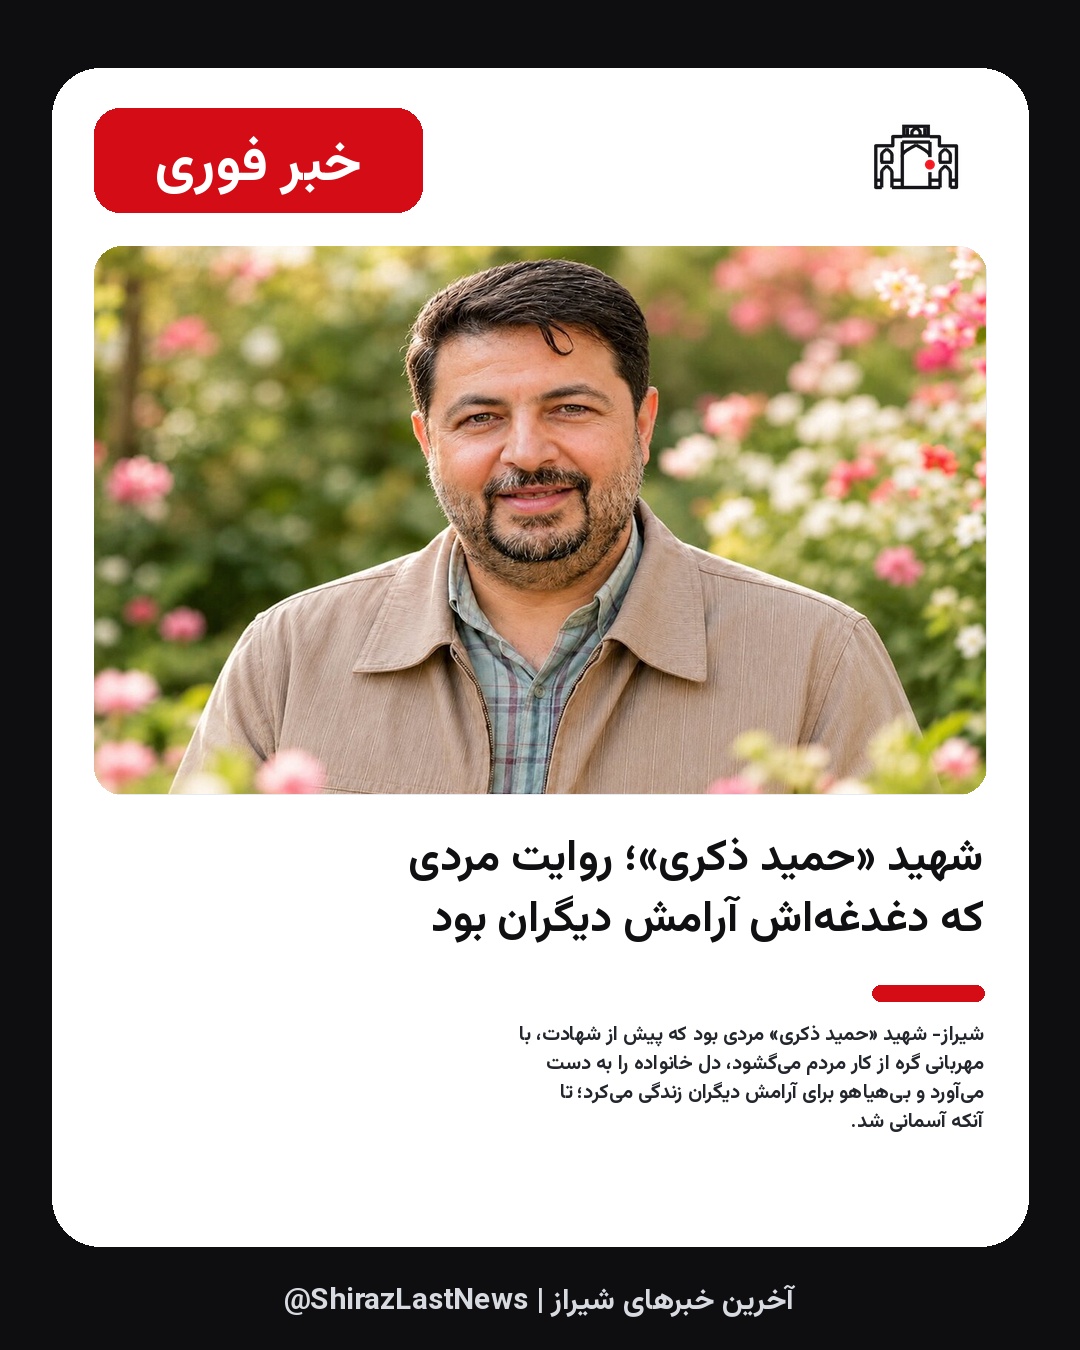 خبر فوری
شهید «حمید ذکری»؛ روایت مردی
که دغدغه‌اش آرامش دیگران بود
شیراز- شهید «حمید ذکری» مردی بود که پیش از شهادت، با
مهربانی گره از کار مردم می‌گشود، دل خانواده را به دست
می‌آورد و بی‌هیاهو برای آرامش دیگران زندگی می‌کرد؛ تا
آنکه آسمانی شد.
آخرین خبرهای شیراز | @ShirazLastNews